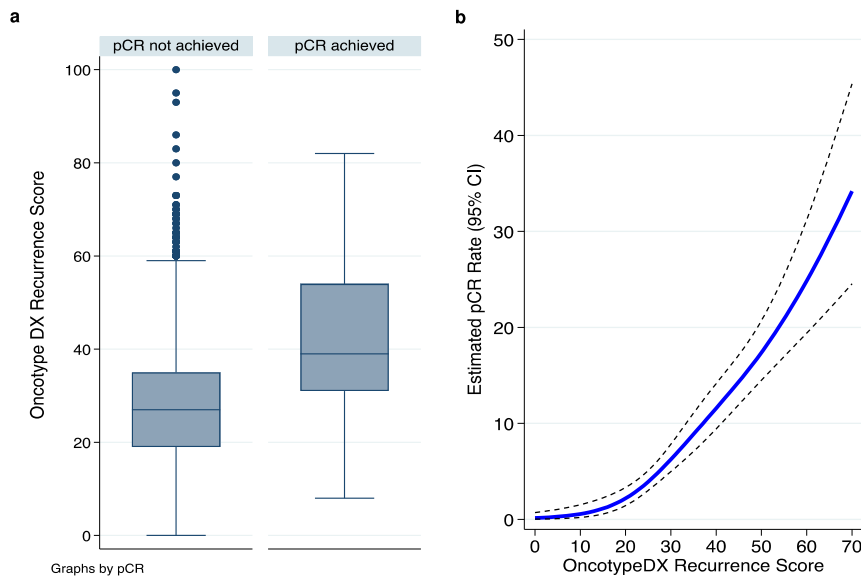 a
pCR not achieved
pCR achieved
Oncotype DX Recurrence Score
100
80
60
40
20
0
Graphs by pCR
b
Estimated pCR Rate (95% CI)
50
40
30
20
10
0
0 10 20 30 40 50 60 70
OncotypeDX Recurrence Score